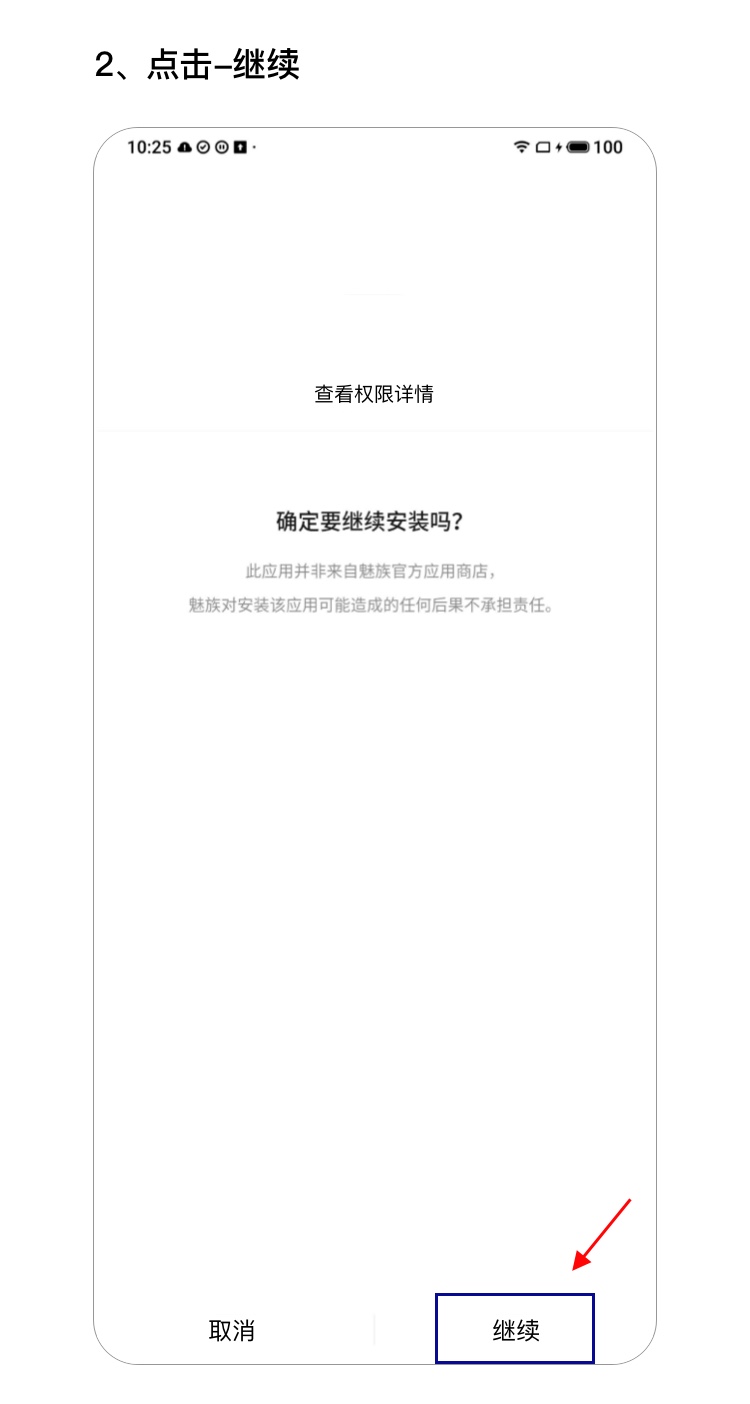 2、点击-继续
10:25
100
查看权限详情
确定要继续安装吗？
此应用并非来自魅族官方应用商店，
魅族对安装该应用可能造成的任何后果不承担责任。
取消
继续